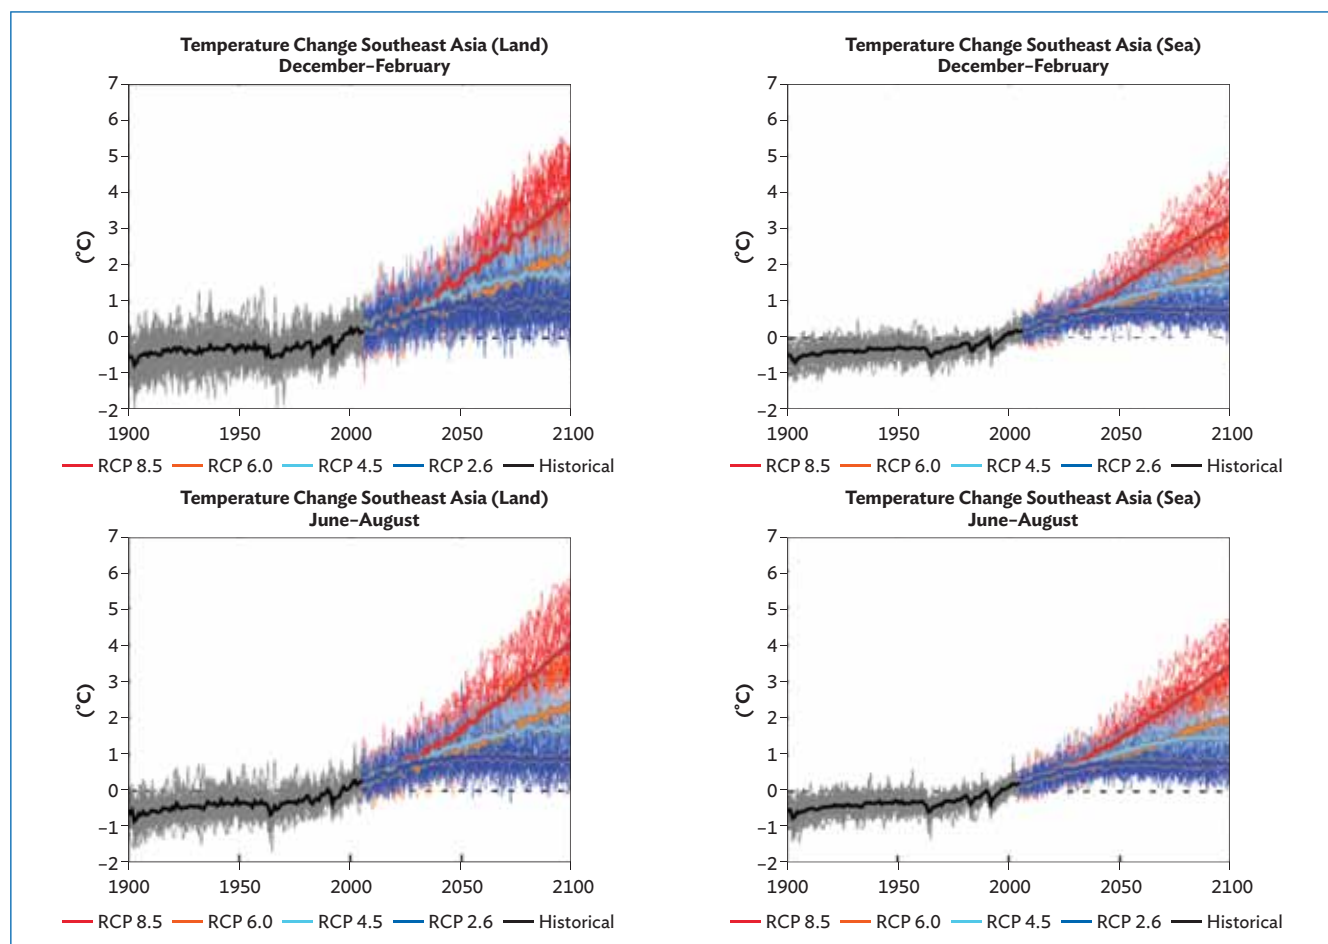 Temperature Change Southeast Asia (Land)
December–February
7
6
5
4
3
2
1
0
–1
–2
(°C)
1900 1950 2000 2050 2100
RCP 8.5 RCP 6.0 RCP 4.5 RCP 2.6 Historical
Temperature Change Southeast Asia (Sea)
December–February
7
6
5
4
3
2
1
0
–1
–2
(°C)
1900 1950 2000 2050 2100
RCP 8.5 RCP 6.0 RCP 4.5 RCP 2.6 Historical
Temperature Change Southeast Asia (Land)
June–August
7
6
5
4
3
2
1
0
–1
–2
(°C)
1900 1950 2000 2050 2100
RCP 8.5 RCP 6.0 RCP 4.5 RCP 2.6 Historical
Temperature Change Southeast Asia (Sea)
June–August
7
6
5
4
3
2
1
0
–1
–2
(°C)
1900 1950 2000 2050 2100
RCP 8.5 RCP 6.0 RCP 4.5 RCP 2.6 Historical